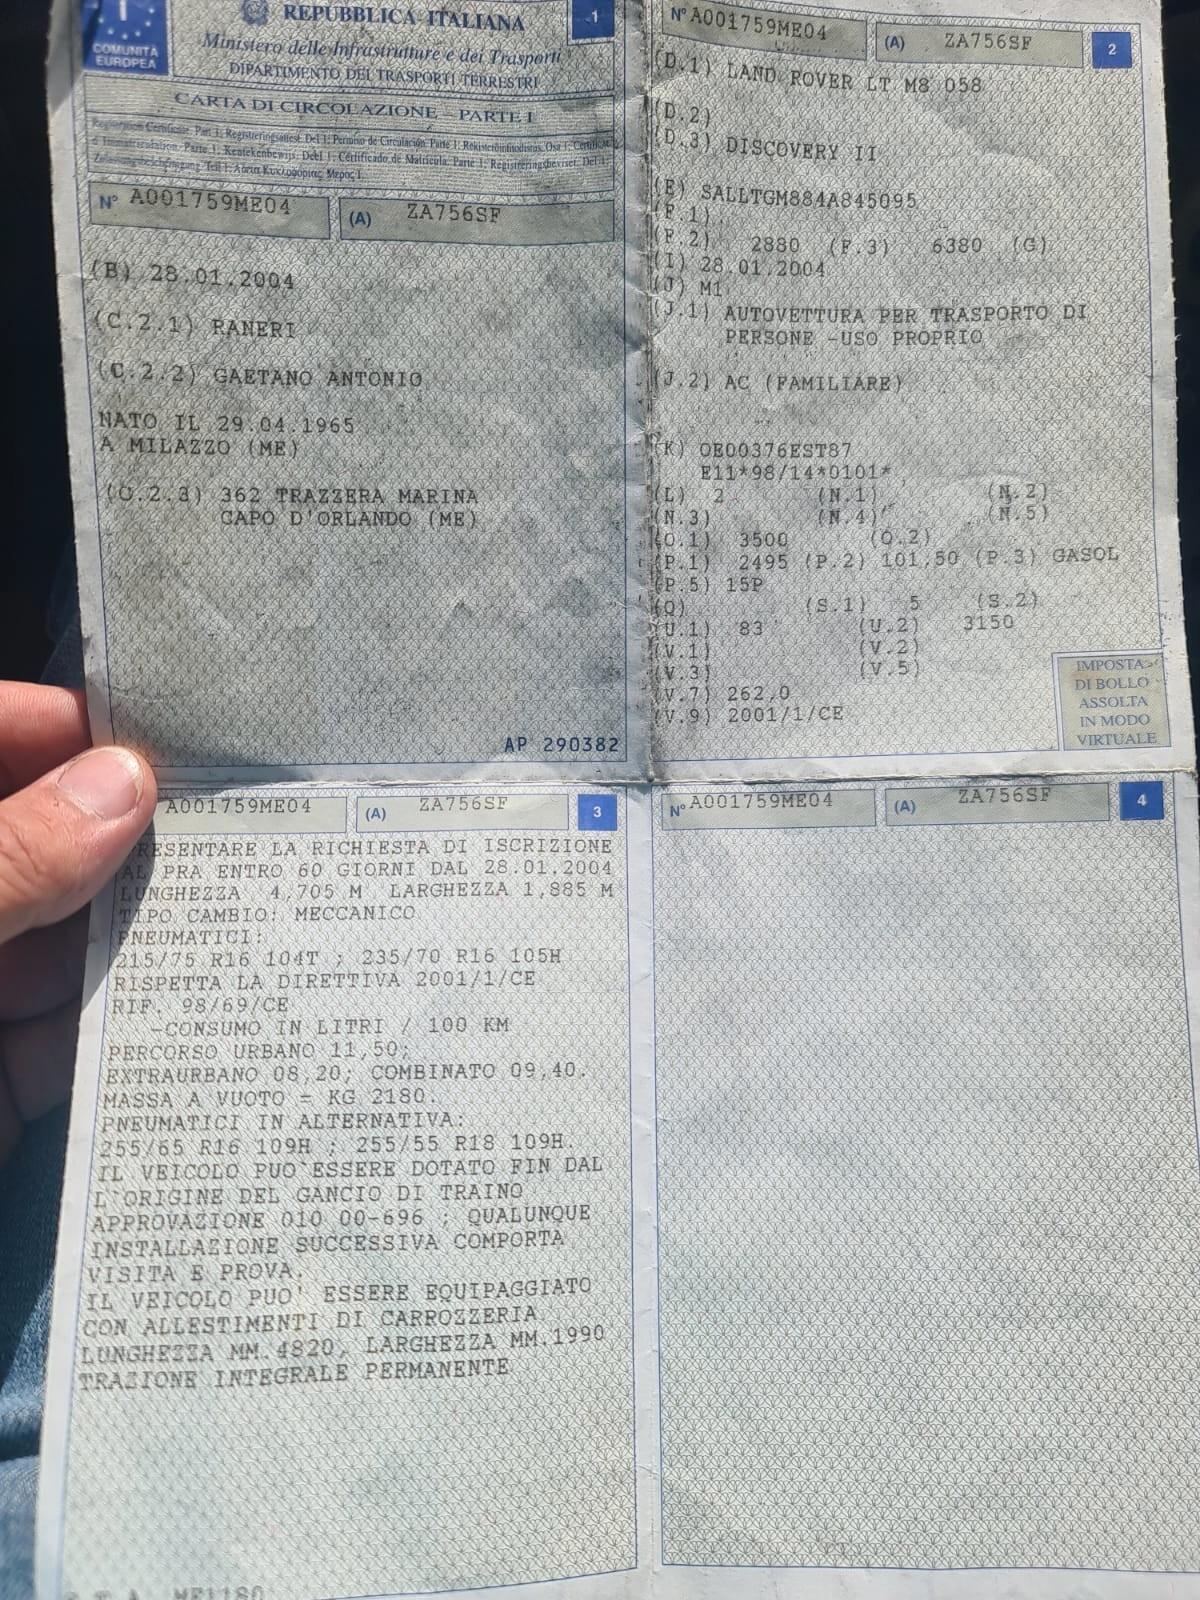 I
COMUNITÀ
EUROPEA
REPUBBLICA ITALIANA
1
Ministero delle Infrastrutture e dei Trasporti
DIPARTIMENTO DEI TRASPORTI TERRESTRI
CARTA DI CIRCOLAZIONE - PARTE I
N° A001759ME04 (A) ZA756SF
(B) 28.01.2004
(C.2.1) RANERI
(C.2.2) GAETANO ANTONIO
NATO IL 29.04.1965
A MILAZZO (ME)
(C.2.3) 362 TRAZZERA MARINA
CAPO D'ORLANDO (ME)
AP 290382
N° A001759ME04 (A) ZA756SF 2
(D.1) LAND ROVER LT M8 058
(D.2)
(D.3) DISCOVERY II
(E) SALLTGM884A845095
(F.1)
(F.2) 2880 (F.3) 6380 (G)
(I) 28.01.2004
(J) M1
(J.1) AUTOVETTURA PER TRASPORTO DI
PERSONE -USO PROPRIO
(J.2) AC (FAMILIARE)
(K) OE00376EST87
E11*98/14*0101*
(L) 2 (N.1) (N.2)
(N.3) (N.4) (N.5)
(O.1) 3500 (O.2)
(P.1) 2495 (P.2) 101,50 (P.3) GASOL
(P.5) 15P
(Q) (S.1) 5 (S.2)
(U.1) 83 (U.2) 3150
(V.1) (V.2)
(V.3) (V.5)
(V.7) 262,0
(V.9) 2001/1/CE
IMPOSTA
DI BOLLO
ASSOLTA
IN MODO
VIRTUALE
A001759ME04 (A) ZA756SF 3
RESENTARE LA RICHIESTA DI ISCRIZIONE
AL PRA ENTRO 60 GIORNI DAL 28.01.2004
LUNGHEZZA 4,705 M LARGHEZZA 1,885 M
TIPO CAMBIO: MECCANICO
PNEUMATICI:
215/75 R16 104T ; 235/70 R16 105H
RISPETTA LA DIRETTIVA 2001/1/CE
RIF. 98/69/CE
-CONSUMO IN LITRI / 100 KM
PERCORSO URBANO 11,50;
EXTRAURBANO 08,20; COMBINATO 09,40.
MASSA A VUOTO = KG 2180.
PNEUMATICI IN ALTERNATIVA:
255/65 R16 109H ; 255/55 R18 109H.
IL VEICOLO PUO`ESSERE DOTATO FIN DAL
L`ORIGINE DEL GANCIO DI TRAINO
APPROVAZIONE 010 00-696 ; QUALUNQUE
INSTALLAZIONE SUCCESSIVA COMPORTA
VISITA E PROVA.
IL VEICOLO PUO' ESSERE EQUIPAGGIATO
CON ALLESTIMENTI DI CARROZZERIA
LUNGHEZZA MM.4820, LARGHEZZA MM.1990
TRAZIONE INTEGRALE PERMANENTE
N° A001759ME04 (A) ZA756SF 4